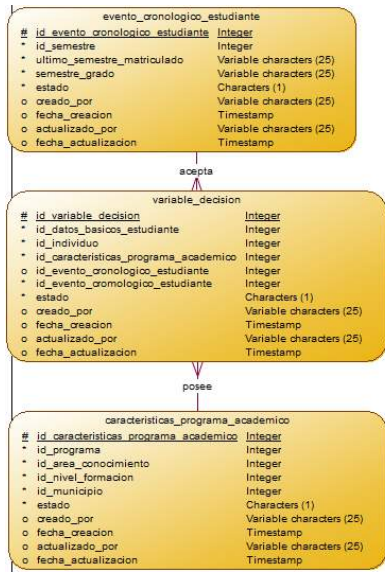 evento_cronologico_estudiante
# id_evento_cronologico_estudiante Integer
* id_semestre Integer
* ultimo_semestre_matriculado Variable characters (25)
* semestre_grado Variable characters (25)
* estado Characters (1)
o creado_por Variable characters (25)
o fecha_creacion Timestamp
o actualizado_por Variable characters (25)
o fecha_actualizacion Timestamp
acepta
variable_decision
# id_variable_decision Integer
* id_datos_basicos_estudiante Integer
* id_individuo Integer
* id_caracteristicas_programa_academico Integer
o id_evento_cronologico_estudiante Integer
* id_evento_cromologico_estudiante Integer
* estado Characters (1)
o creado_por Variable characters (25)
o fecha_creacion Timestamp
o actualizado_por Variable characters (25)
o fecha_actualizacion Timestamp
posee
caracteristicas_programa_academico
# id_caracteristicas_programa_academico Integer
* id_programa Integer
* id_area_conocimiento Integer
* id_nivel_formacion Integer
* id_municipio Integer
* estado Characters (1)
o creado_por Variable characters (25)
o fecha_creacion Timestamp
o actualizado_por Variable characters (25)
o fecha_actualizacion Timestamp